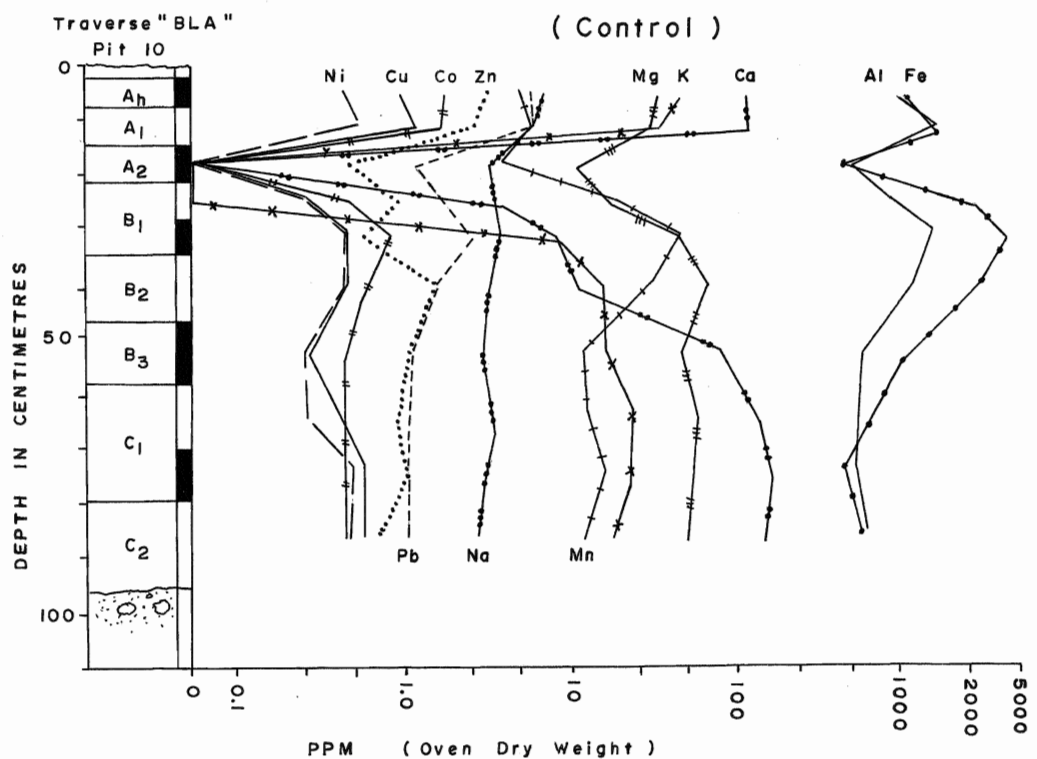 Traverse "BLA"
( Control )
Pit 10
Ni Cu Co Zn Mg K Ca Al Fe
0
Ah
A1
A2
B1
B2
50
B3
C1
C2
100
Pb Na Mn
DEPTH IN CENTIMETRES
0 0.1 1.0 10 100 1000 2000 5000
PPM ( Oven Dry Weight )